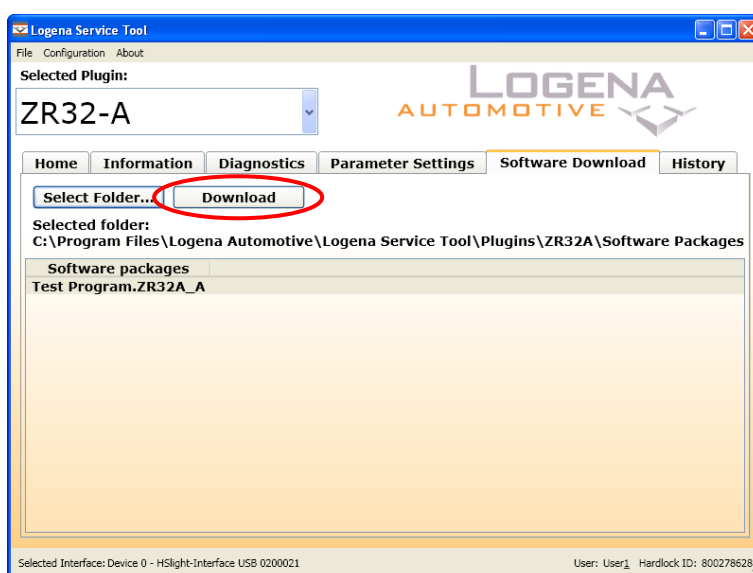 Logena Service Tool
File Configuration About
Selected Plugin:
LOGENA
AUTOMOTIVE
ZR32-A
Home Information Diagnostics Parameter Settings Software Download History
Select Folder... Download
Selected folder:
C:\Program Files\Logena Automotive\Logena Service Tool\Plugins\ZR32A\Software Packages
Software packages
Test Program.ZR32A_A
Selected Interface: Device 0 - HSlight-Interface USB 0200021 User: User1 Hardlock ID: 800278628